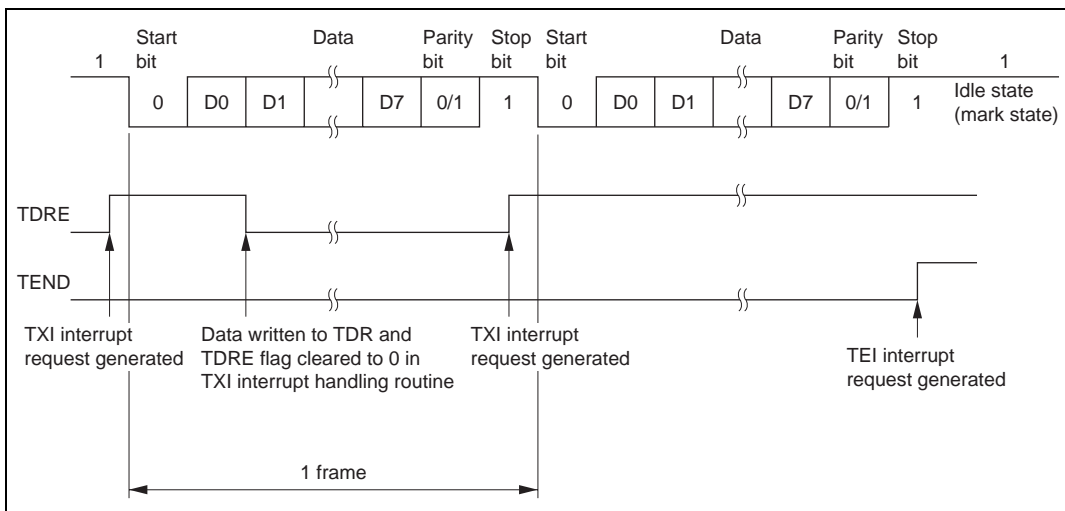 1
Start bit
Data
Parity bit
Stop bit
Start bit
Data
Parity bit
Stop bit
1
0
D0
D1
D7
0/1
1
0
D0
D1
D7
0/1
1
Idle state
(mark state)
TDRE
TEND
TXI interrupt
request generated
Data written to TDR and
TDRE flag cleared to 0 in
TXI interrupt handling routine
TXI interrupt
request generated
TEI interrupt
request generated
1 frame